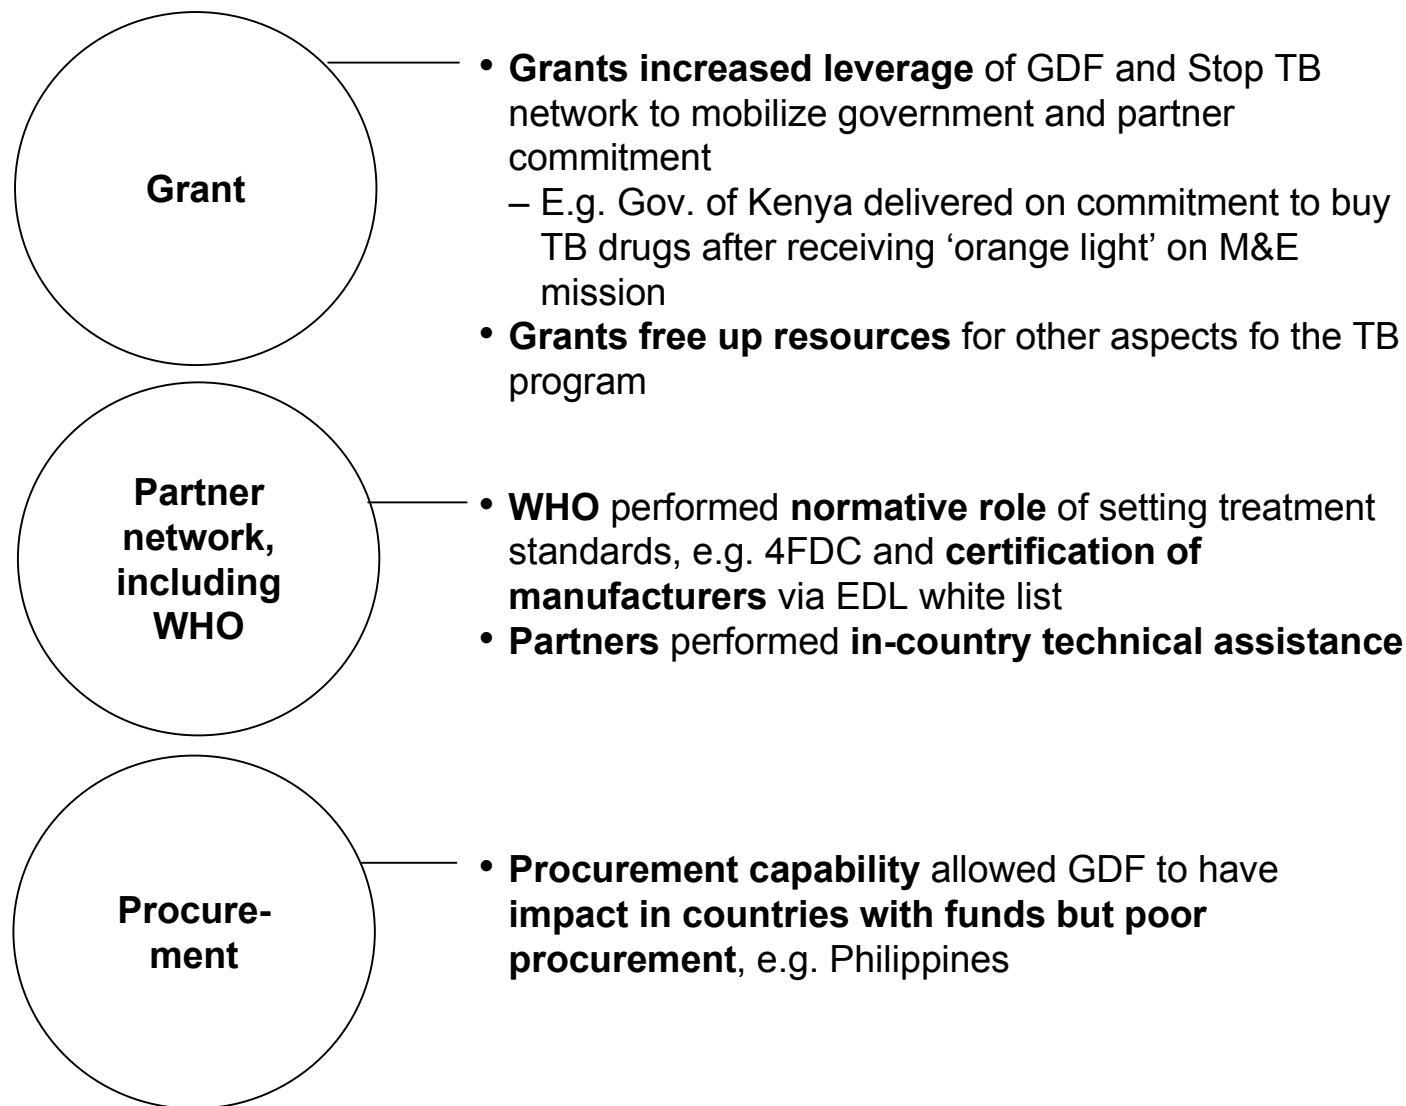 Grant
• Grants increased leverage of GDF and Stop TB
network to mobilize government and partner
commitment
– E.g. Gov. of Kenya delivered on commitment to buy
TB drugs after receiving ‘orange light’ on M&E
mission
• Grants free up resources for other aspects fo the TB
program
Partner
network,
including
WHO
• WHO performed normative role of setting treatment
standards, e.g. 4FDC and certification of
manufacturers via EDL white list
• Partners performed in-country technical assistance
Procure-
ment
• Procurement capability allowed GDF to have
impact in countries with funds but poor
procurement, e.g. Philippines